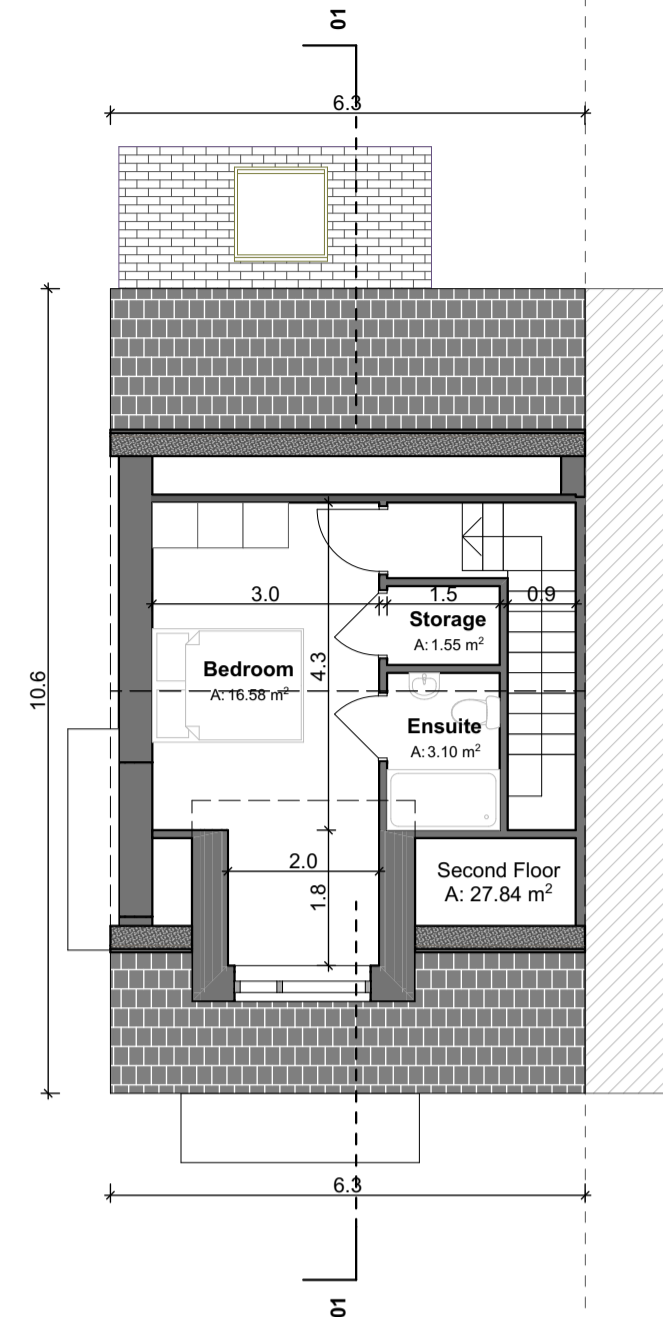 01
6.3
10.6
3.0
1.5
0.9
Storage
A: 1.55 m²
4.3
Bedroom
A: 16.58 m²
Ensuite
A: 3.10 m²
2.0
1.8
Second Floor
A: 27.84 m²
6.3
01